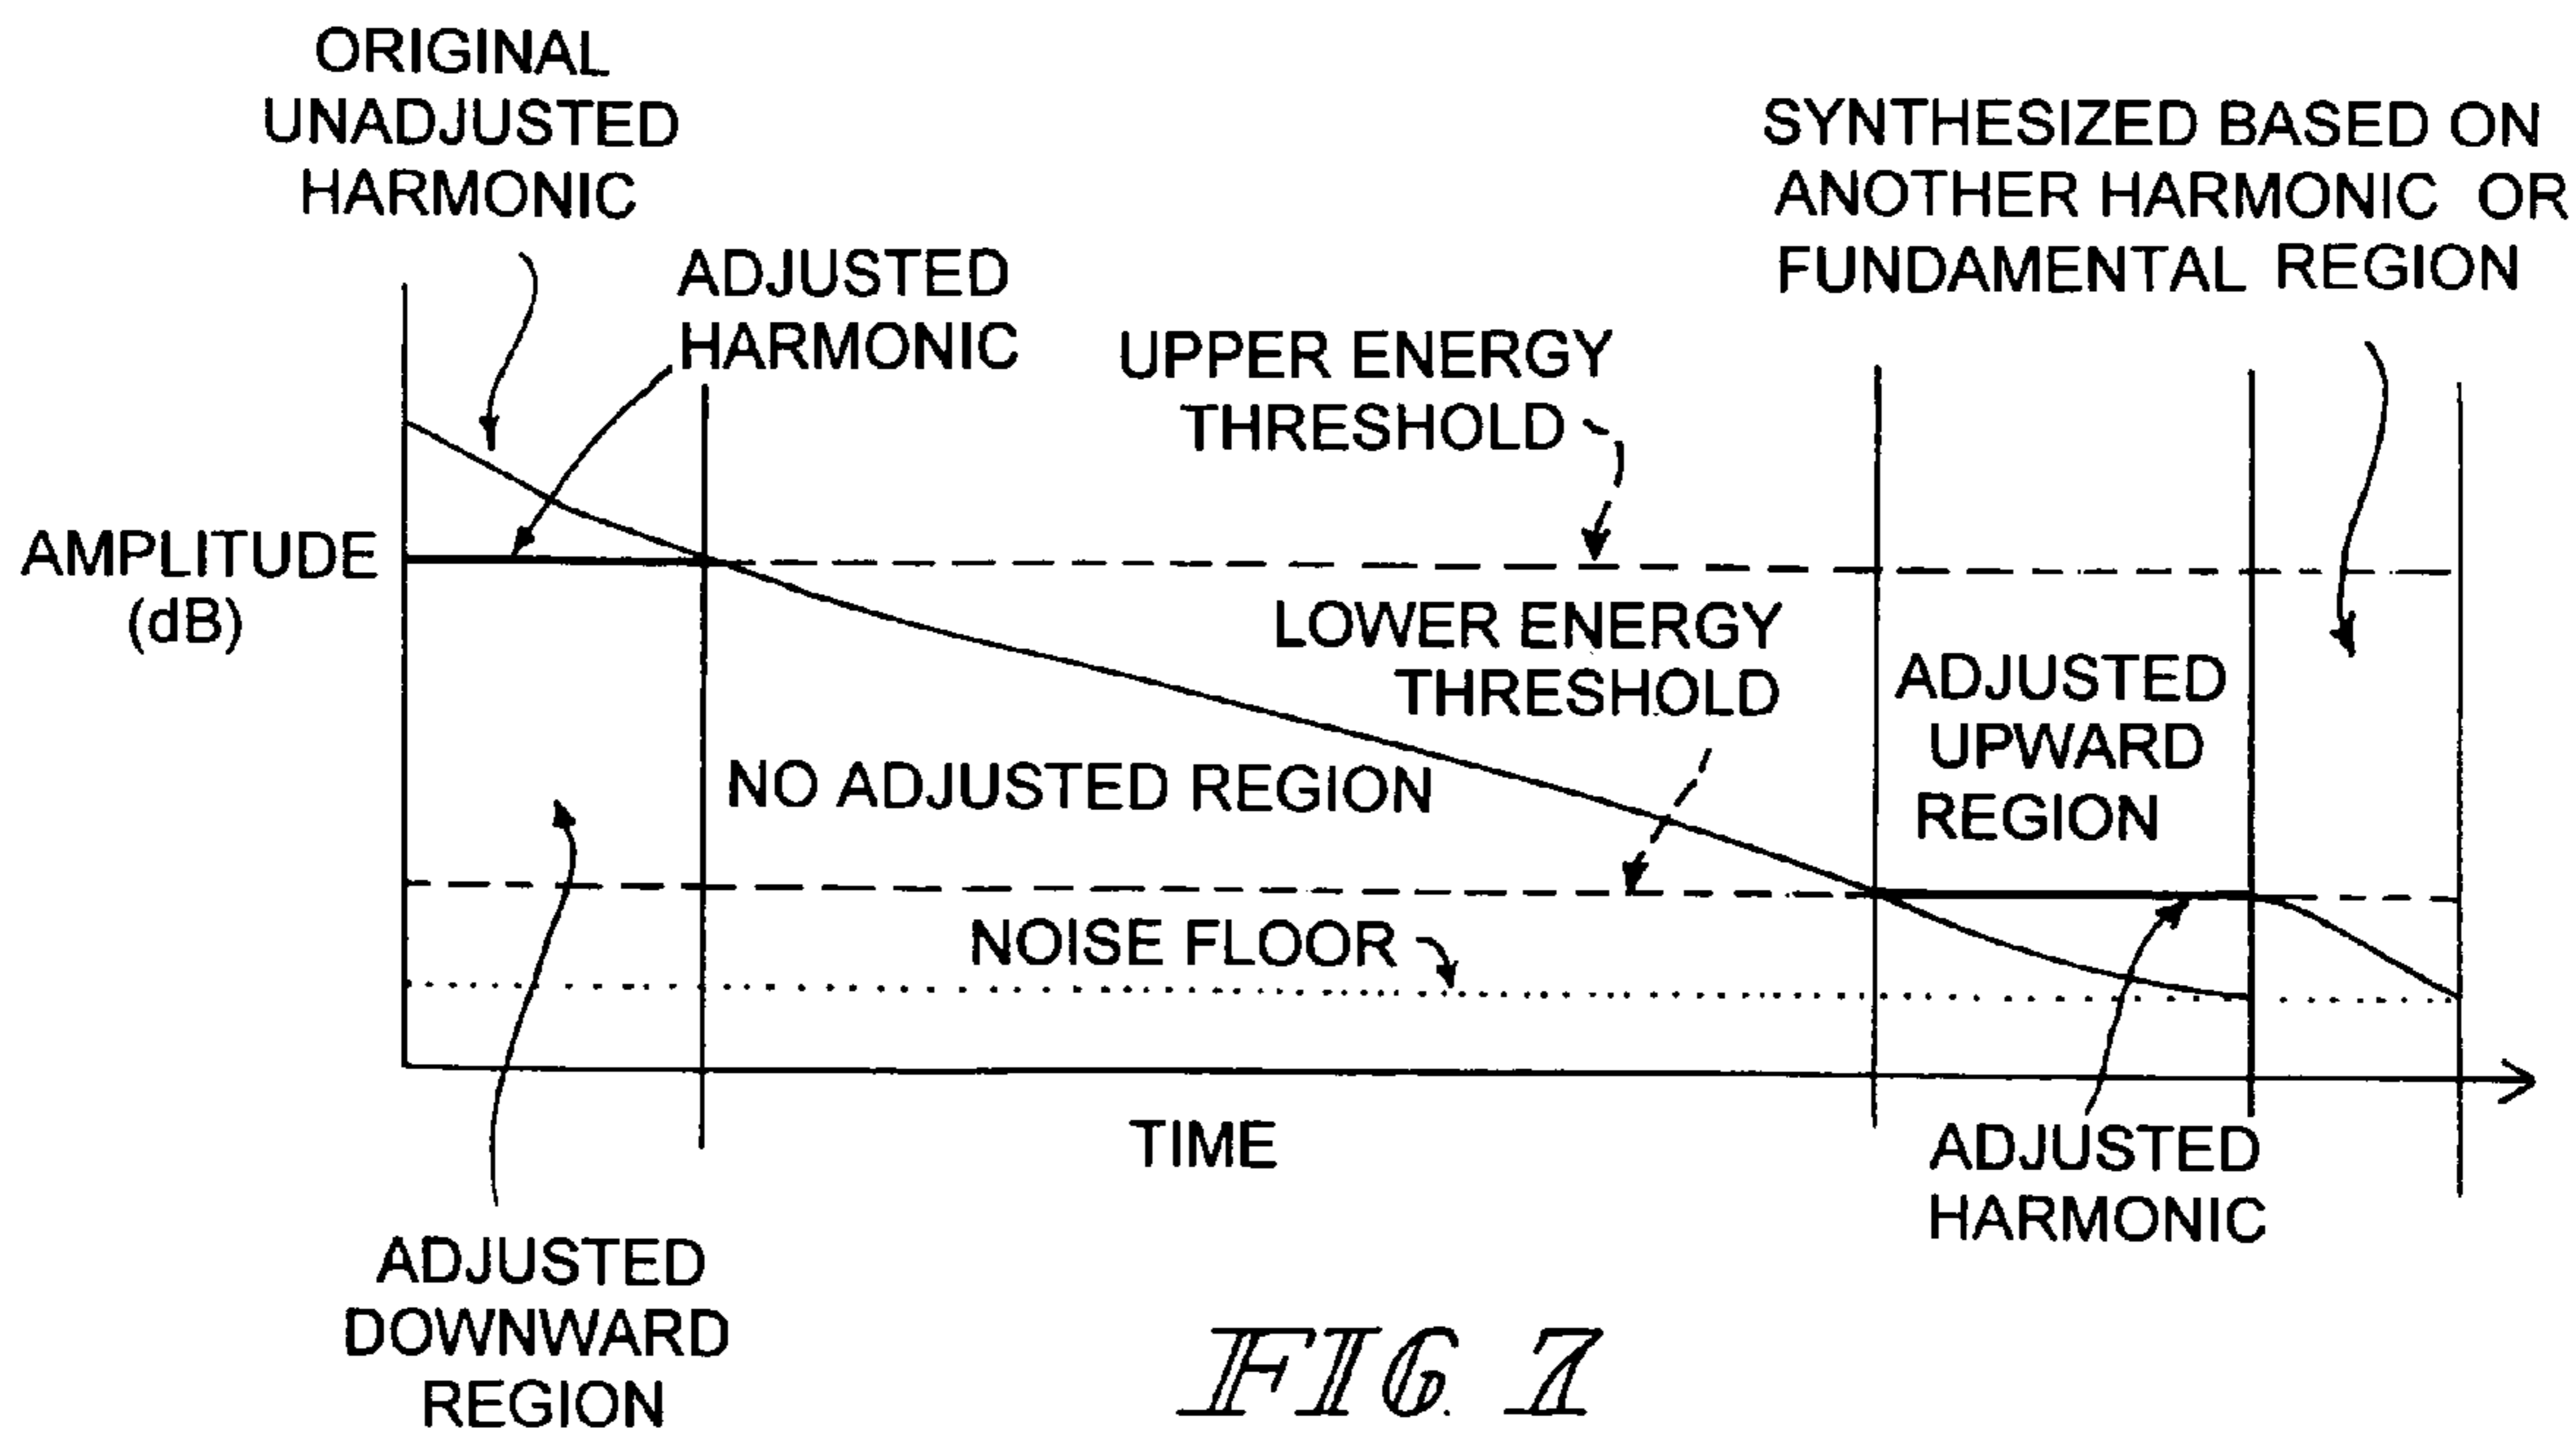 ORIGINAL
UNADJUSTED
HARMONIC
ADJUSTED
HARMONIC
UPPER ENERGY
THRESHOLD
SYNTHESIZED BASED ON
ANOTHER HARMONIC OR
FUNDAMENTAL REGION
AMPLITUDE
(dB)
LOWER ENERGY
THRESHOLD
ADJUSTED
UPWARD
REGION
NO ADJUSTED REGION
NOISE FLOOR
TIME
ADJUSTED
HARMONIC
ADJUSTED
DOWNWARD
REGION
FIG. 7